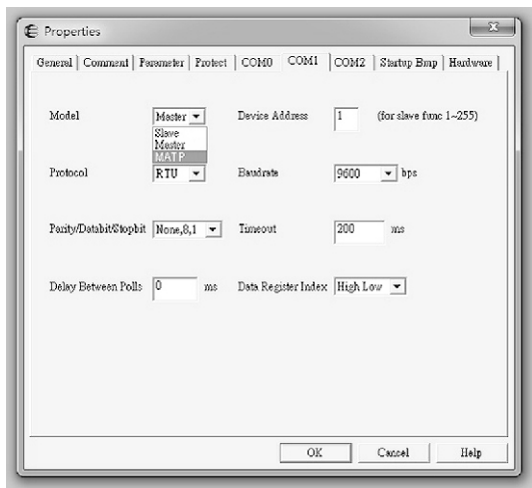 Properties
General Comment Parameter Protect COM0 COM1 COM2 Startup Bmp Hardware
Model Master Device Address 1 (for slave func 1~255)
Slave
Master
MATP
Protocol RTU Baudrate 9600 bps
Parity/Databit/Stopbit None,8,1 Timeout 200 ms
Delay Between Polls 0 ms Data Register Index High Low
OK Cancel Help